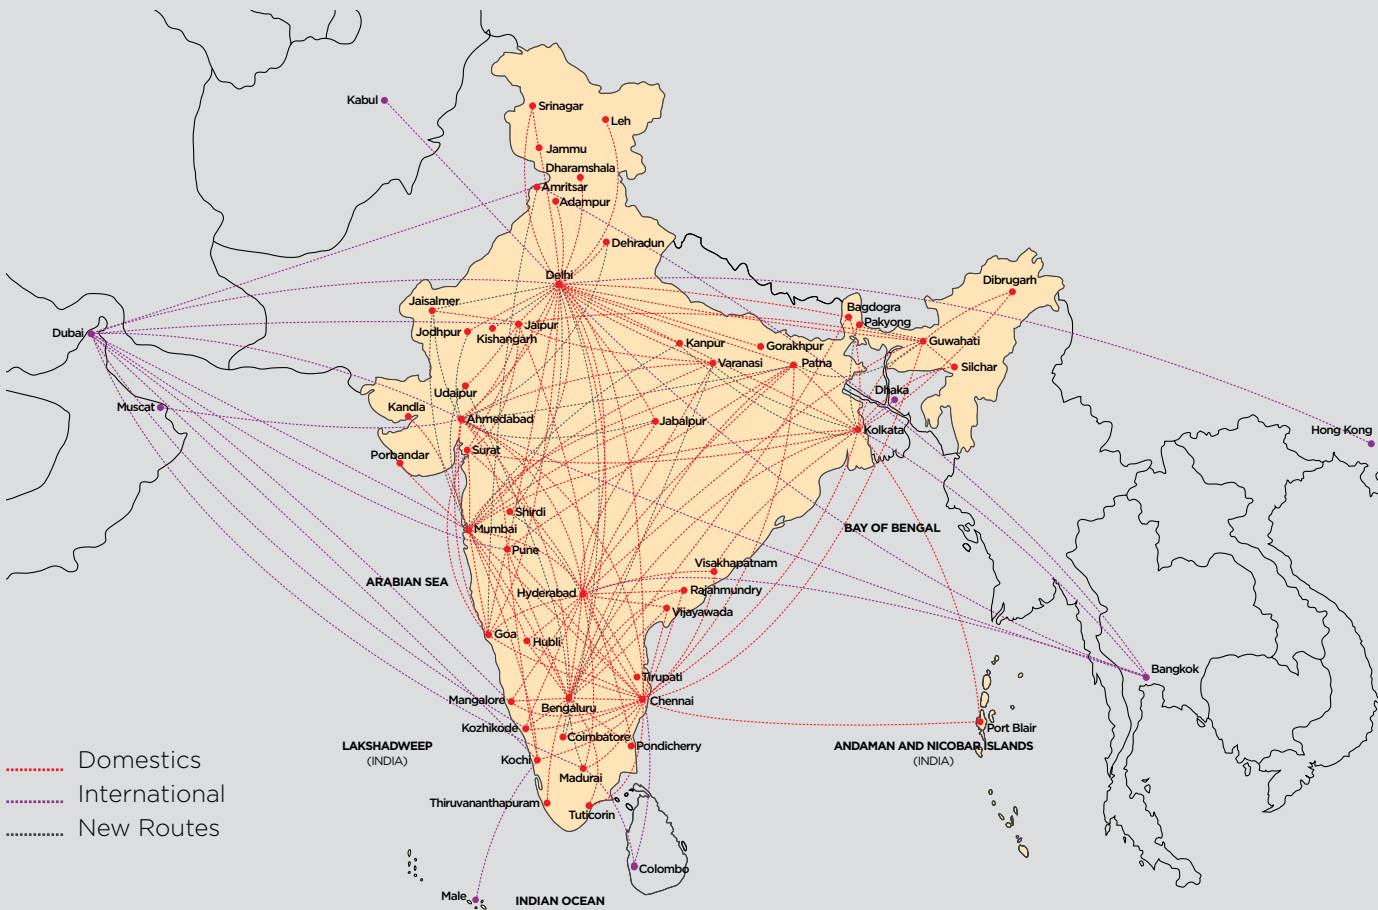 Kabul
Srinagar
Leh
Jammu
Dharamshala
Amritsar
Adampur
Dehradun
Delhi
Dibrugarh
Jaisalmer
Bagdogra
Pakyong
Dubai
Jodhpur
Jaipur
Kishangarh
Kanpur
Gorakhpur
Guwahati
Varanasi
Patna
Silchar
Udaipur
Dhaka
Muscat
Kandla
Ahmedabad
Jabalpur
Kolkata
Hong Kong
Porbandar
Surat
Shirdi
Mumbai
BAY OF BENGAL
Pune
Visakhapatnam
ARABIAN SEA
Hyderabad
Rajahmundry
Vijayawada
Goa
Hubli
Tirupati
Bangkok
Mangalore
Bengaluru
Chennai
Kozhikode
Port Blair
Coimbatore
Pondicherry
LAKSHADWEEP
(INDIA)
ANDAMAN AND NICOBAR ISLANDS
(INDIA)
Kochi
Madurai
Thiruvananthapuram
Tuticorin
Domestics
International
New Routes
Colombo
Male
INDIAN OCEAN